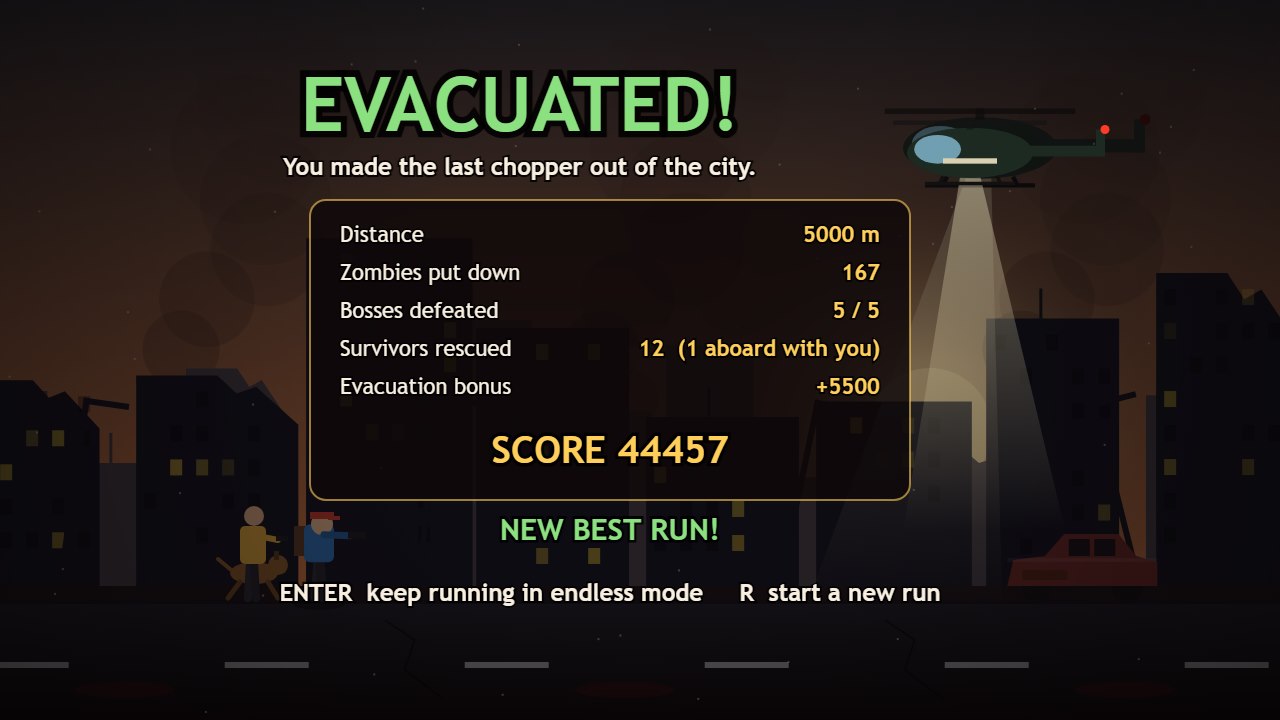 EVACUATED!
You made the last chopper out of the city.
Distance 5000 m
Zombies put down 167
Bosses defeated 5 / 5
Survivors rescued 12 (1 aboard with you)
Evacuation bonus +5500
SCORE 44457
NEW BEST RUN!
ENTER keep running in endless mode R start a new run